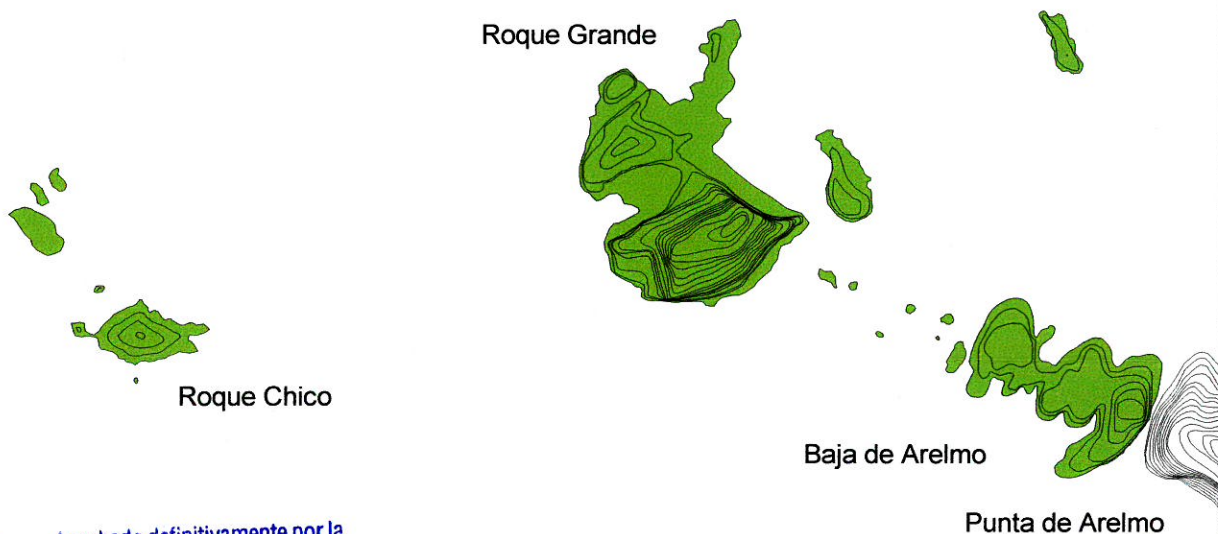 Roque Grande
Roque Chico
Baja de Arelmo
definitivamente por la
Punta de Arelmo